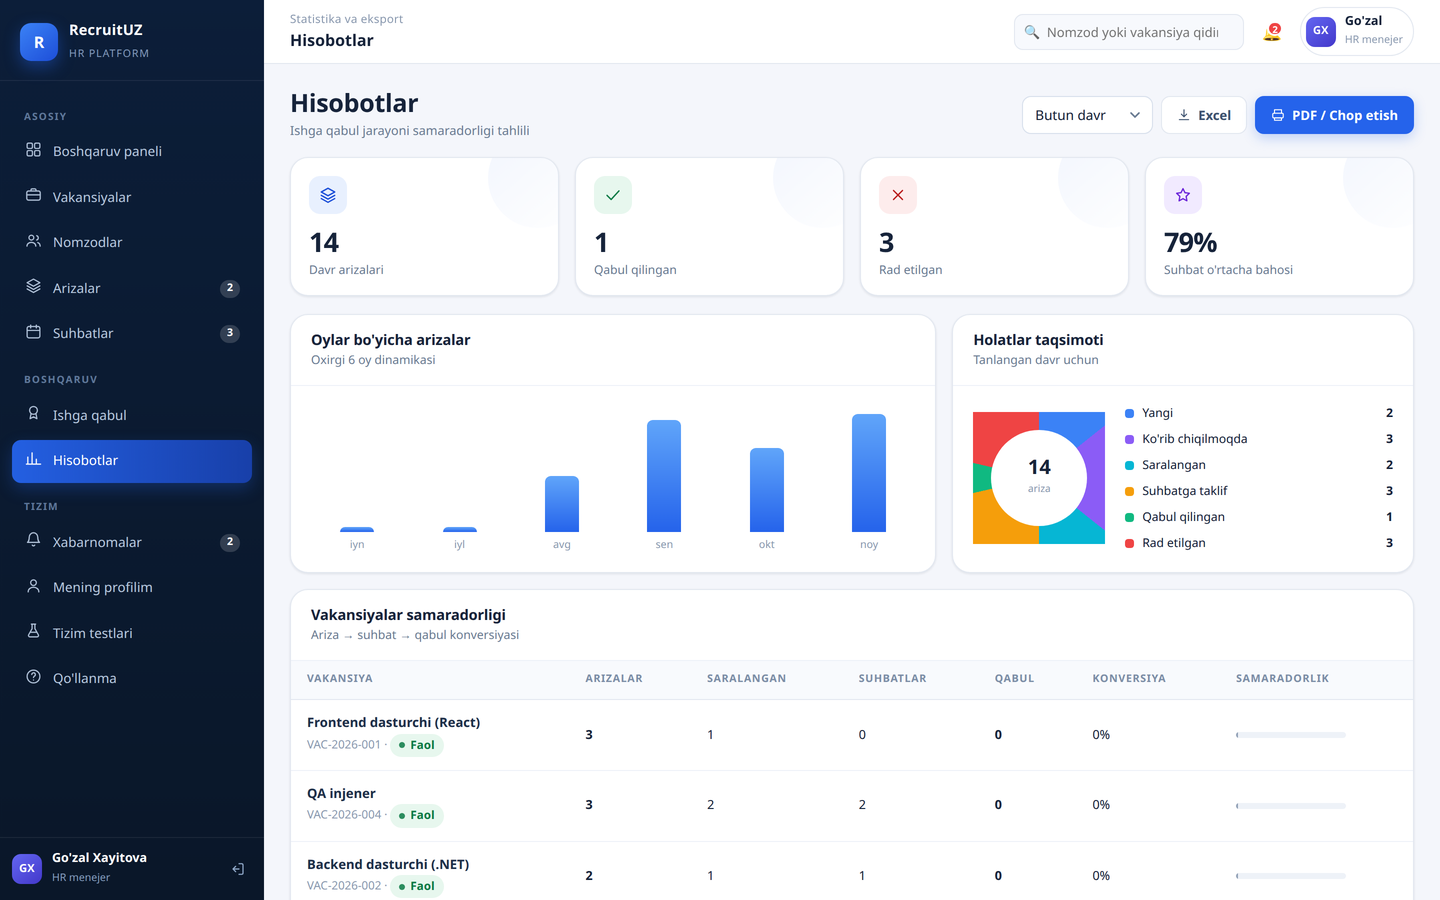 R
RecruitUZ
HR PLATFORM
ASOSIY
Boshqaruv paneli
Vakansiyalar
Nomzodlar
Arizalar 2
Suhbatlar 3
BOSHQARUV
Ishga qabul
Hisobotlar
TIZIM
Xabarnomalar 2
Mening profilim
Tizim testlari
Qo'llanma
GX
Go'zal Xayitova
HR menejer
Statistika va eksport
Hisobotlar
Nomzod yoki vakansiya qidi
2
GX
Go'zal
HR menejer
Hisobotlar
Ishga qabul jarayoni samaradorligi tahlili
Butun davr
Excel
PDF / Chop etish
14
Davr arizalari
1
Qabul qilingan
3
Rad etilgan
79%
Suhbat o'rtacha bahosi
Oylar bo'yicha arizalar
Oxirgi 6 oy dinamikasi
iyn iyl avg sen okt noy
Holatlar taqsimoti
Tanlangan davr uchun
14
ariza
Yangi 2
Ko'rib chiqilmoqda 3
Saralangan 2
Suhbatga taklif 3
Qabul qilingan 1
Rad etilgan 3
Vakansiyalar samaradorligi
Ariza → suhbat → qabul konversiyasi
VAKANSIYA ARIZALAR SARALANGAN SUHBATLAR QABUL KONVERSIYA SAMARADORLIK
Frontend dasturchi (React)
VAC-2026-001 · Faol
3 1 0 0 0%
QA injener
VAC-2026-004 · Faol
3 2 2 0 0%
Backend dasturchi (.NET)
VAC-2026-002 · Faol
2 1 1 0 0%